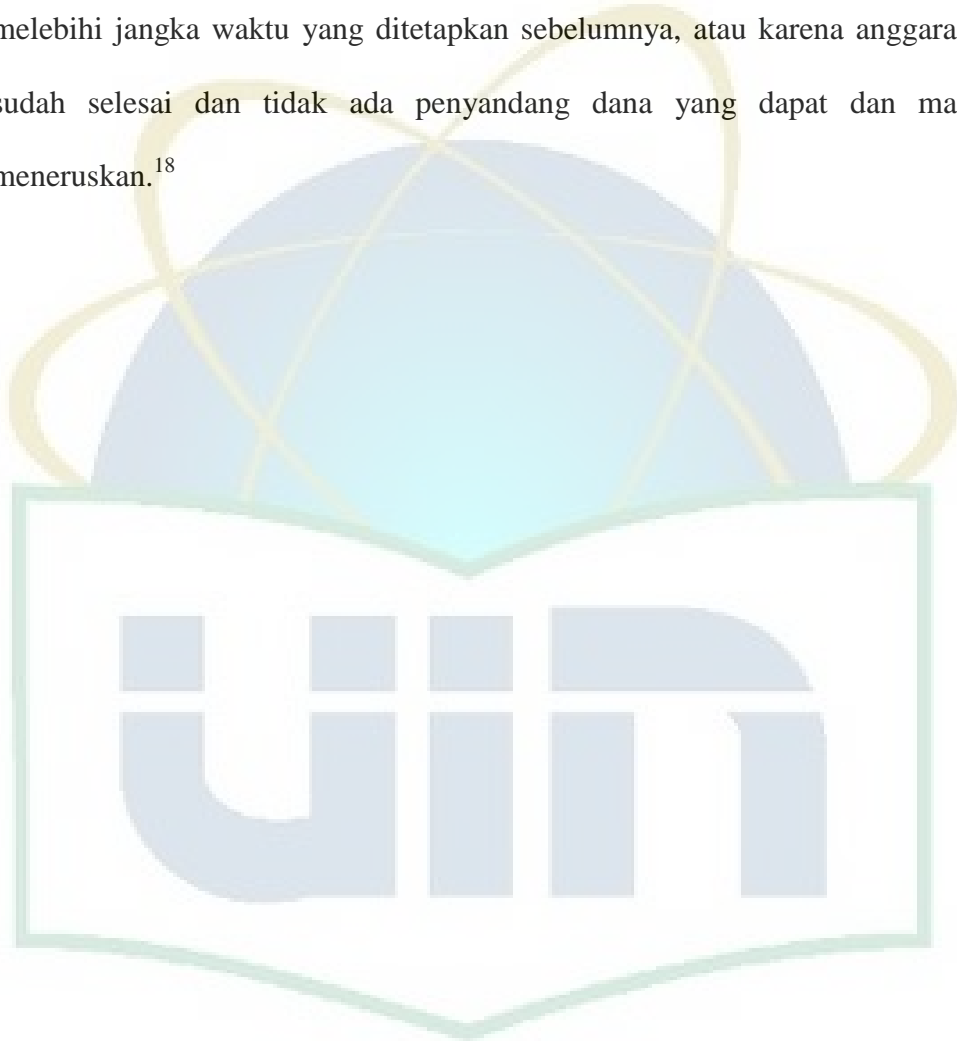 melebihi jangka waktu yang ditetapkan sebelumnya, atau karena anggara
sudah selesai dan tidak ada penyandang dana yang dapat dan ma
meneruskan.18
uin